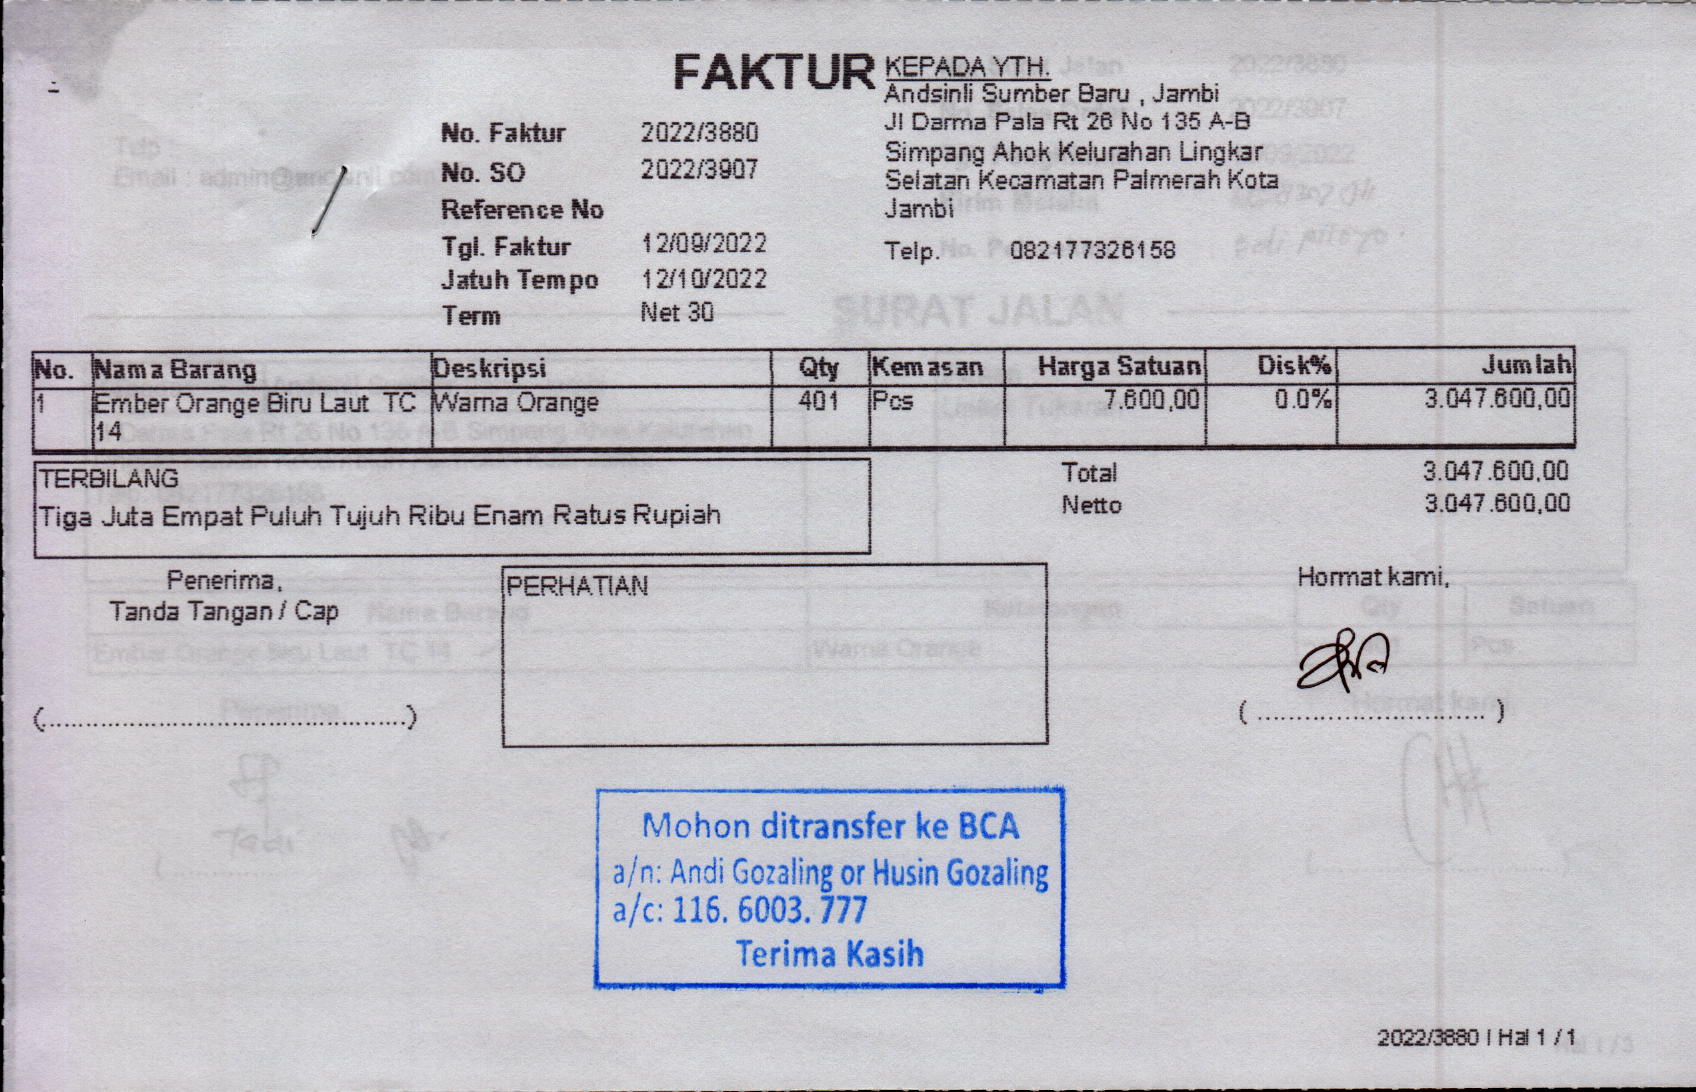 FAKTUR
KEPADA YTH.
Andsinli Sumber Baru , Jambi
Jl Darma Pala Rt 26 No 135 A-B
Simpang Ahok Kelurahan Lingkar
Selatan Kecamatan Palmerah Kota
Jambi
Telp. 082177326158
No. Faktur 2022/3880
No. SO 2022/3907
Reference No
Tgl. Faktur 12/09/2022
Jatuh Tempo 12/10/2022
Term Net 30
No. Nama Barang Deskripsi Qty Kemasan Harga Satuan Disk% Jumlah
1 Ember Orange Biru Laut TC Warna Orange 401 Pcs 7.600,00 0.0% 3.047.600,00
14
TERBILANG
Tiga Juta Empat Puluh Tujuh Ribu Enam Ratus Rupiah
Total 3.047.600,00
Netto 3.047.600,00
Penerima,
Tanda Tangan / Cap
(..........................................)
PERHATIAN
Hormat kami,
( ............................. )
Mohon ditransfer ke BCA
a/n: Andi Gozaling or Husin Gozaling
a/c: 116. 6003. 777
Terima Kasih
2022/3880 | Hal 1 / 1
SURAT JALAN